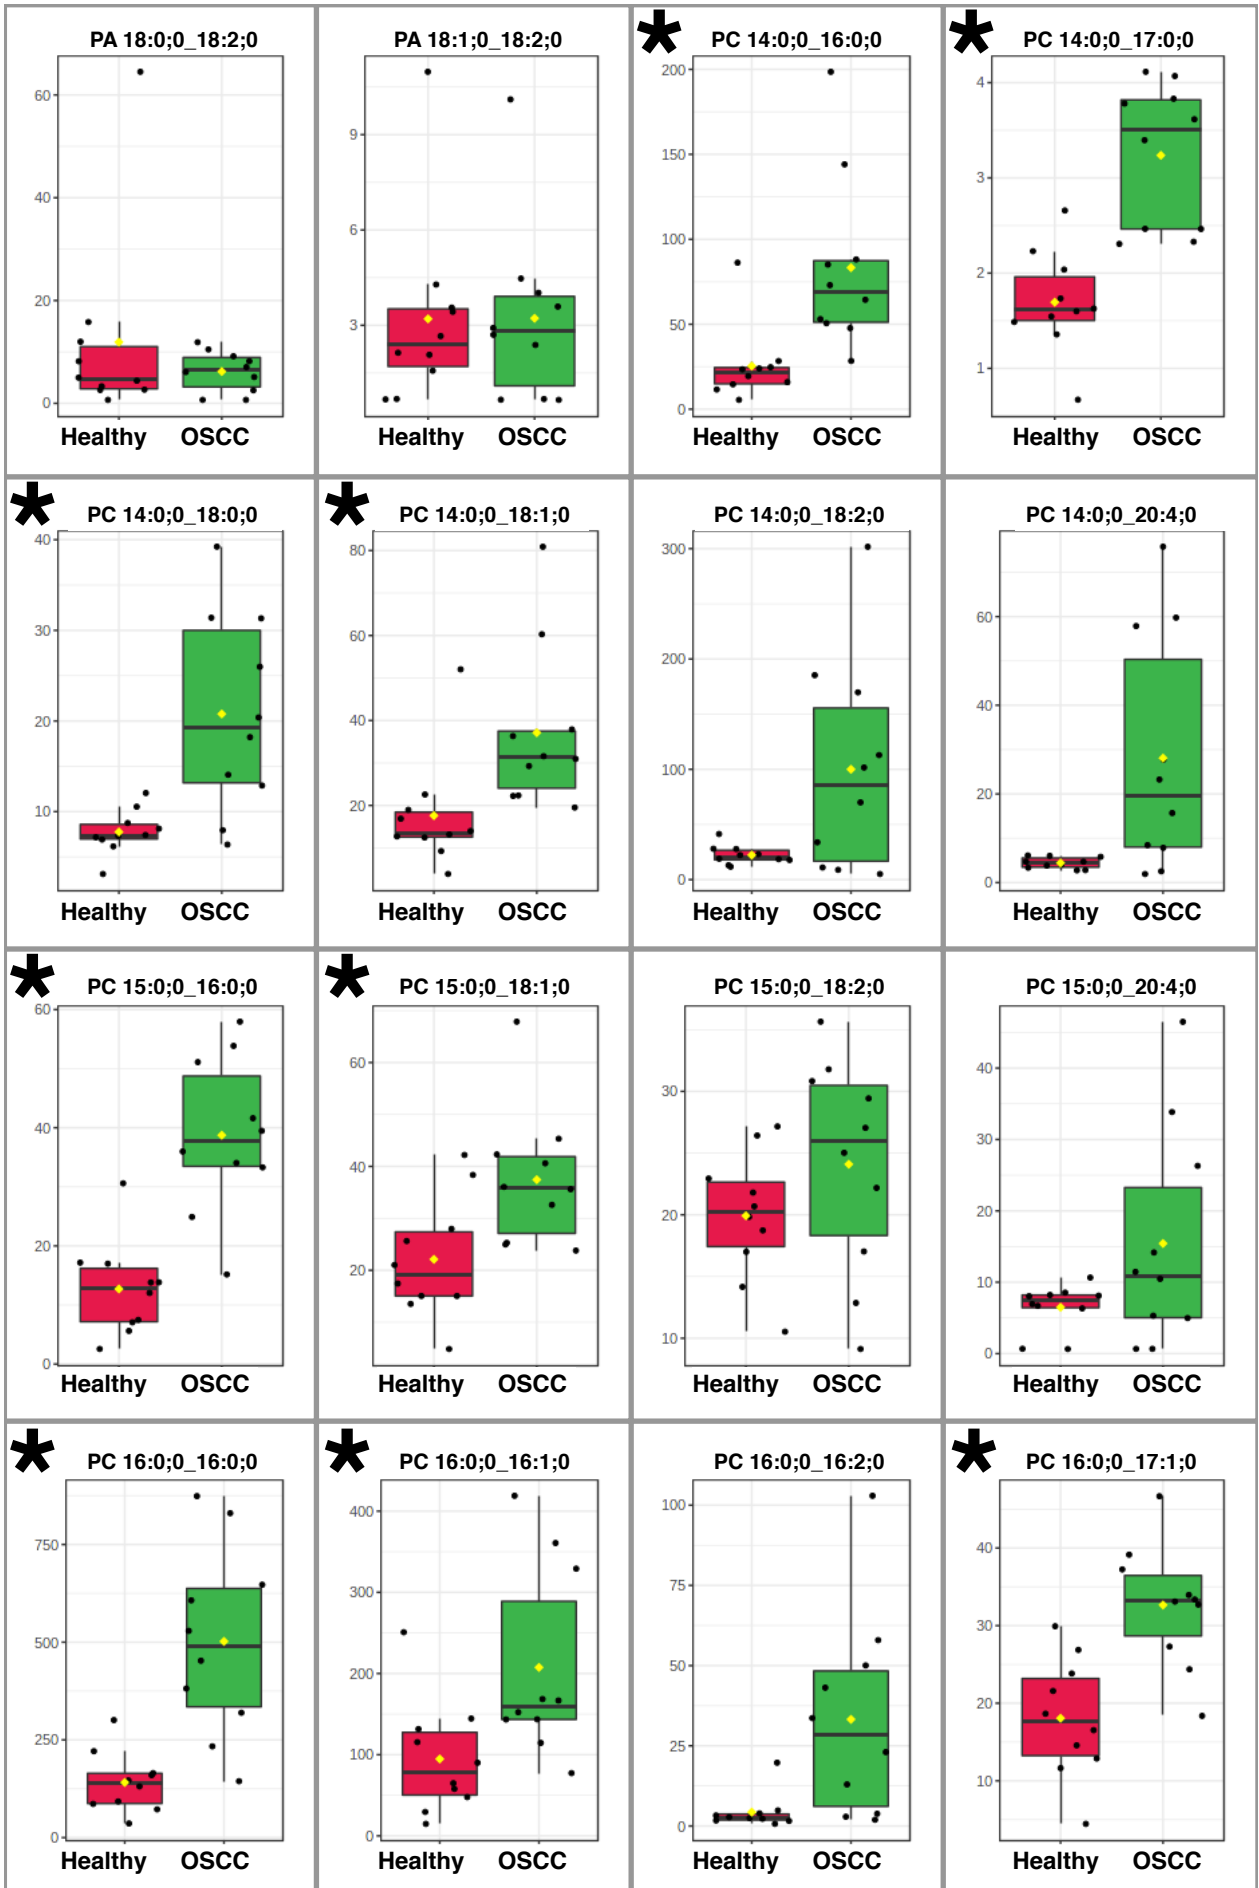 PA 18:0;0_18:2;0
60
40
20
0
Healthy OSCC
PA 18:1;0_18:2;0
9
6
3
Healthy OSCC
* PC 14:0;0_16:0;0
200
150
100
50
0
Healthy OSCC
* PC 14:0;0_17:0;0
4
3
2
1
Healthy OSCC
* PC 14:0;0_18:0;0
40
30
20
10
Healthy OSCC
* PC 14:0;0_18:1;0
80
60
40
20
Healthy OSCC
PC 14:0;0_18:2;0
300
200
100
0
Healthy OSCC
PC 14:0;0_20:4;0
60
40
20
0
Healthy OSCC
* PC 15:0;0_16:0;0
60
40
20
0
Healthy OSCC
* PC 15:0;0_18:1;0
60
40
20
Healthy OSCC
PC 15:0;0_18:2;0
30
20
10
Healthy OSCC
PC 15:0;0_20:4;0
40
30
20
10
0
Healthy OSCC
* PC 16:0;0_16:0;0
750
500
250
0
Healthy OSCC
* PC 16:0;0_16:1;0
400
300
200
100
0
Healthy OSCC
PC 16:0;0_16:2;0
100
75
50
25
0
Healthy OSCC
* PC 16:0;0_17:1;0
40
30
20
10
Healthy OSCC